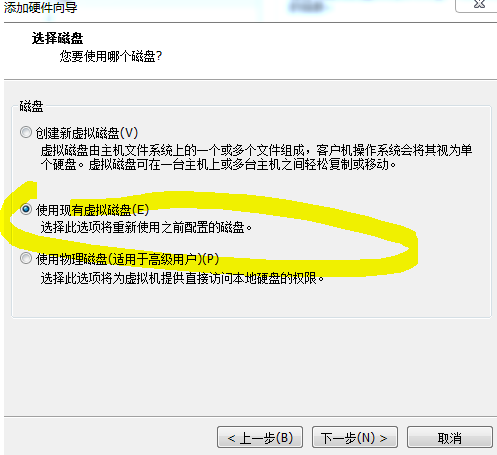 添加硬件向导
选择磁盘
您要使用哪个磁盘?
磁盘
创建新虚拟磁盘(V)
虚拟磁盘由主机文件系统上的一个或多个文件组成，客户机操作系统会将其视为单
个硬盘。虚拟磁盘可在一台主机上或多台主机之间轻松复制或移动。
使用现有虚拟磁盘(E)
选择此选项将重新使用之前配置的磁盘。
使用物理磁盘(适用于高级用户)(P)
选择此选项将为虚拟机提供直接访问本地硬盘的权限。
< 上一步(B)
下一步(N) >
取消